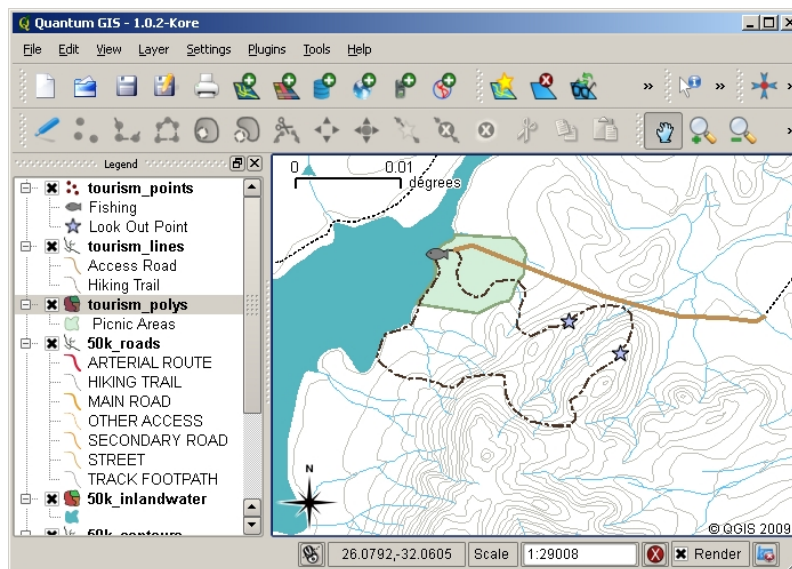 Quantum GIS - 1.0.2-Kore
File Edit View Layer Settings Plugins Tools Help
Legend
tourism_points
Fishing
Look Out Point
tourism_lines
Access Road
Hiking Trail
tourism_polys
Picnic Areas
50k_roads
ARTERIAL ROUTE
HIKING TRAIL
MAIN ROAD
OTHER ACCESS
SECONDARY ROAD
STREET
TRACK FOOTPATH
50k_inlandwater
50k_contours
0 0.01
dégrees
N
© QGIS 2009
26.0792,-32.0605 Scale 1:29008 Render